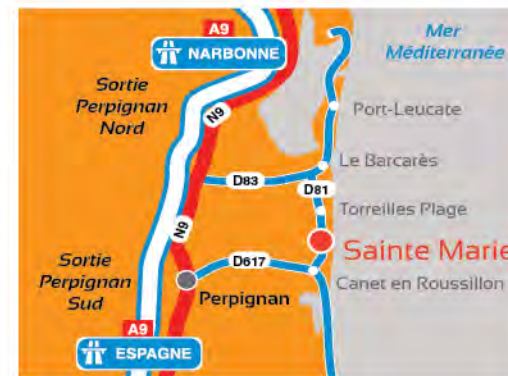 A9
NARBONNE
Mer
Méditerranée
Sortie
Perpignan
Nord
N9
Port-Leucate
Le Barcarès
D83
D81
Torreilles Plage
N9
Sainte Marie
Sortie
Perpignan
Sud
D617
Perpignan
Canet en Roussillon
A9
ESPAGNE